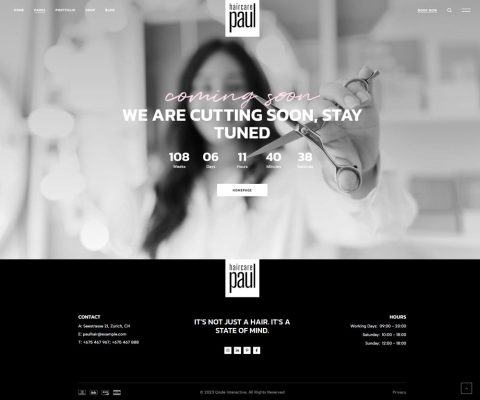 HOME PAGES PORTFOLIO SHOP BLOG
haircare
paul
BOOK NOW
coming soon
WE ARE CUTTING SOON, STAY
TUNED
108 06 11 40 38
Weeks Days Hours Minutes Seconds
HOMEPAGE
haircare
paul
CONTACT
A: Seestrasse 21, Zurich, CH
E: paulhair@example.com
T: +675 467 967; +675 467 888
IT'S NOT JUST A HAIR. IT'S A
STATE OF MIND.
HOURS
Working Days: 09:00 - 20:00
Saturday: 10:00 - 18:00
Sunday: 12:00 - 18:00
© 2023 Qode Interactive, All Rights Reserved
Privacy